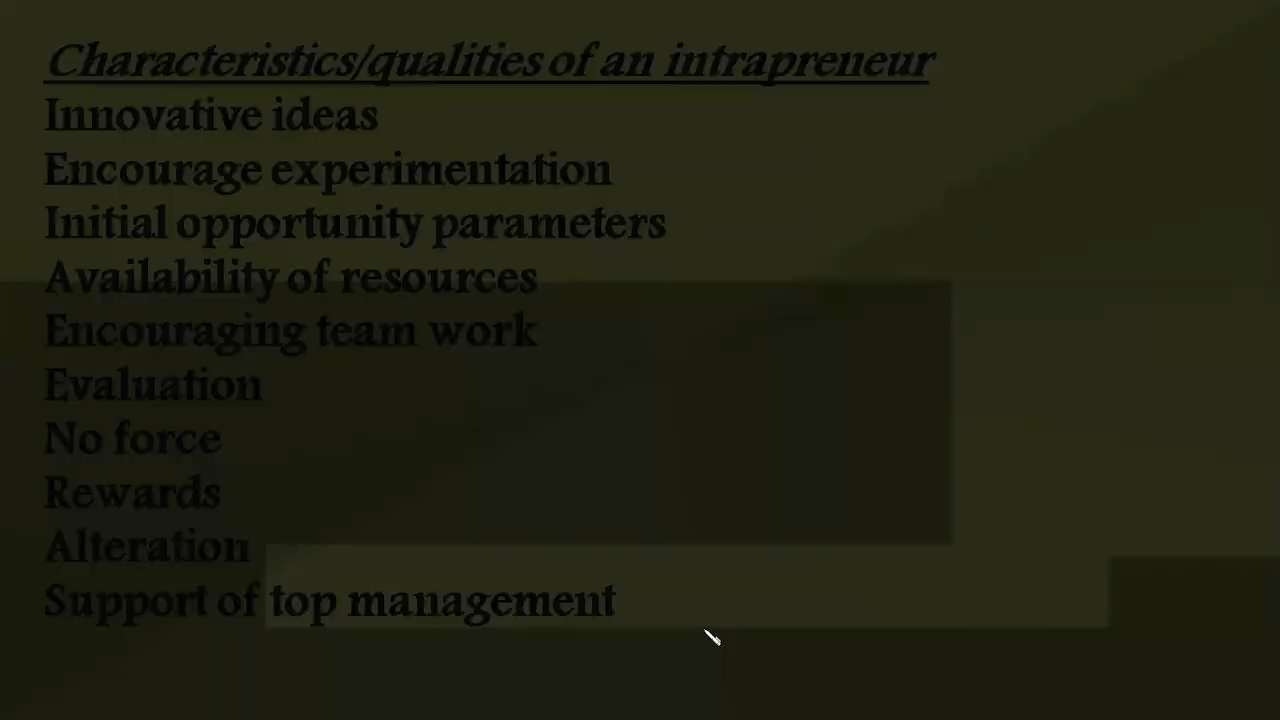 Characteristics/qualities of an intrapreneur
Innovative ideas
Encourage experimentation
Initial opportunity parameters
Availability of resources
Encouraging team work
Evaluation
No force
Rewards
Alteration
Support of top management